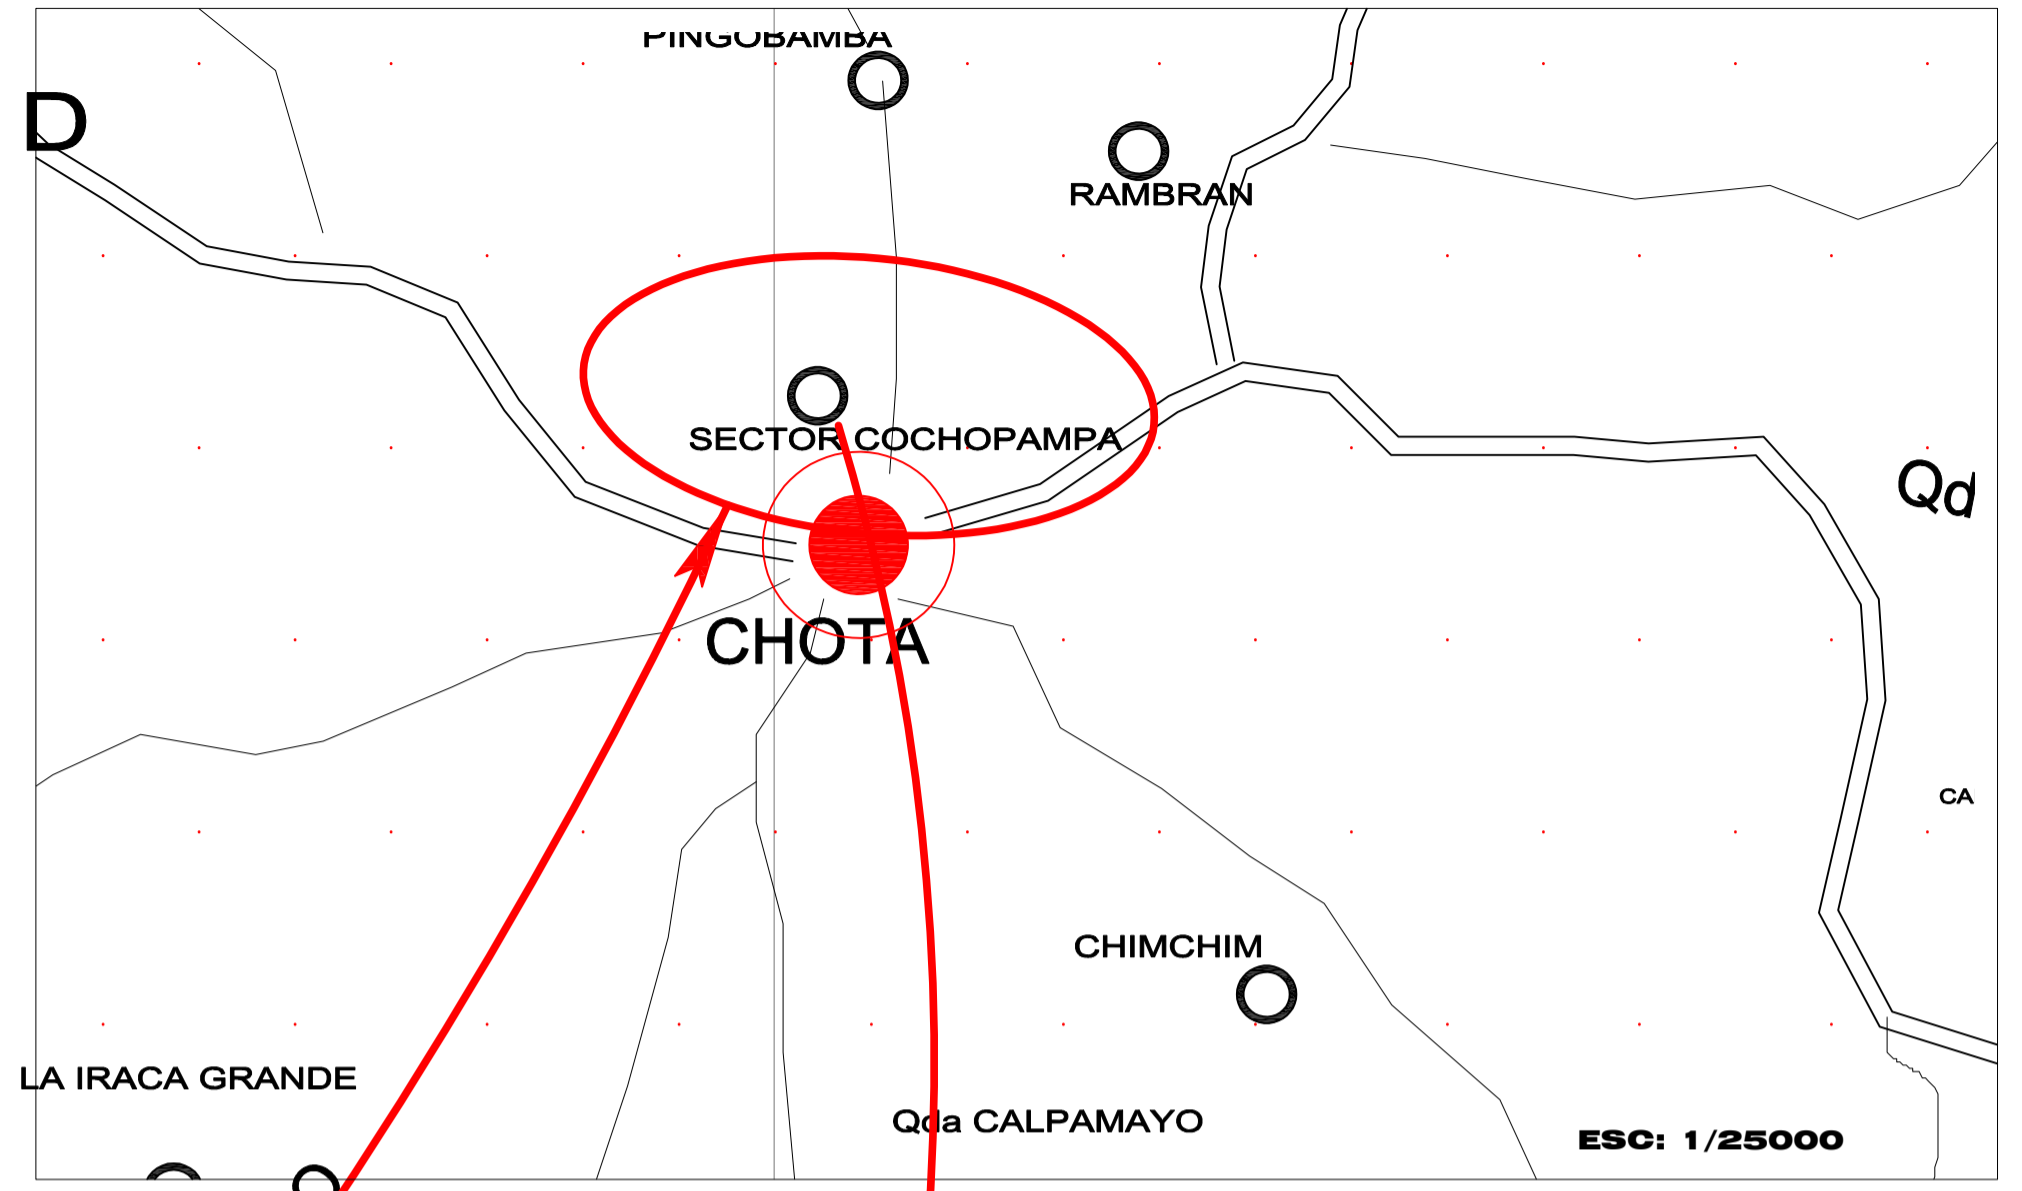 PINGOBAMBA
D
RAMBRAN
SECTOR COCHOPAMPA
Qd
CHOTA
CA
CHIMCHIM
LA IRACA GRANDE
Qda CALPAMAYO
ESC: 1/25000